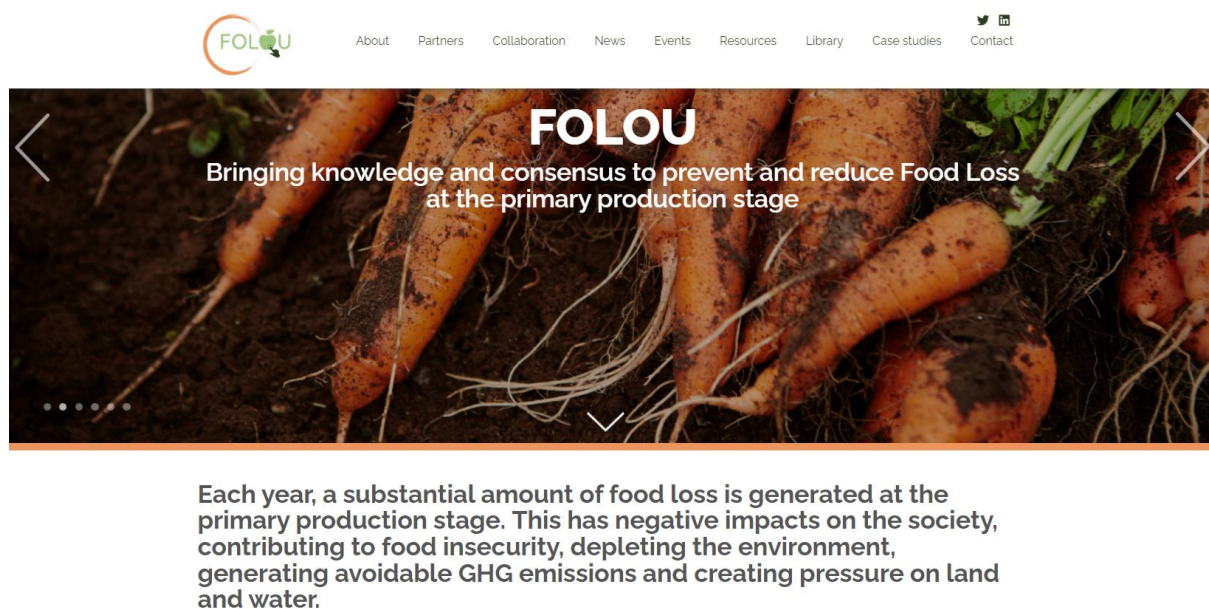 FOLOU
About Partners Collaboration News Events Resources Library Case studies Contact
FOLOU
Bringing knowledge and consensus to prevent and reduce Food Loss
at the primary production stage
Each year, a substantial amount of food loss is generated at the
primary production stage. This has negative impacts on the society,
contributing to food insecurity, depleting the environment,
generating avoidable GHG emissions and creating pressure on land
and water.